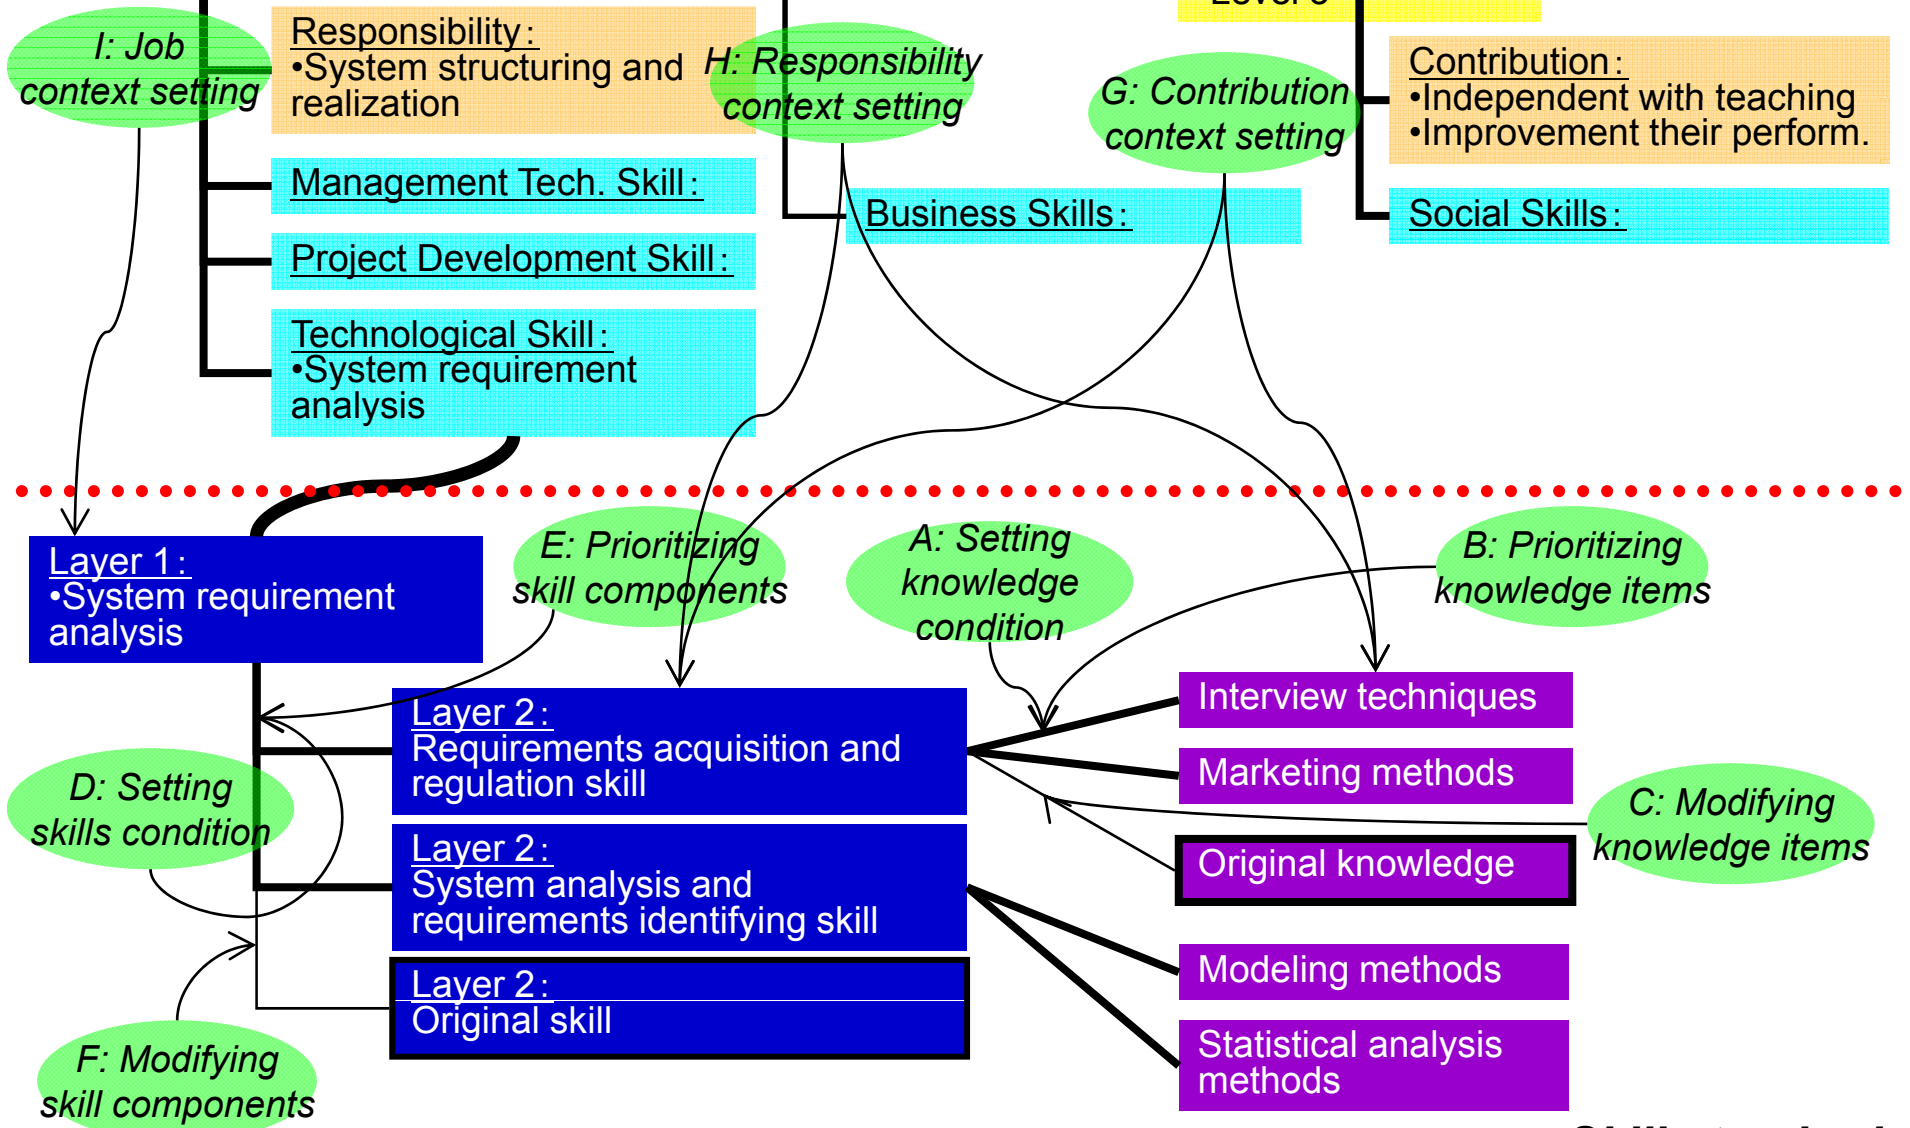 Responsibility:
•System structuring and
realization
I: Job
context setting
H: Responsibility
context setting
G: Contribution
context setting
Contribution:
•Independent with teaching
•Improvement their perform.
Management Tech. Skill:
Business Skills:
Social Skills:
Project Development Skill:
Technological Skill:
•System requirement
analysis
Layer 1:
•System requirement
analysis
E: Prioritizing
skill components
A: Setting
knowledge
condition
B: Prioritizing
knowledge items
Layer 2:
Requirements acquisition and
regulation skill
Interview techniques
Marketing methods
D: Setting
skills condition
C: Modifying
knowledge items
Layer 2:
System analysis and
requirements identifying skill
Original knowledge
Layer 2:
Original skill
Modeling methods
Statistical analysis
methods
F: Modifying
skill components